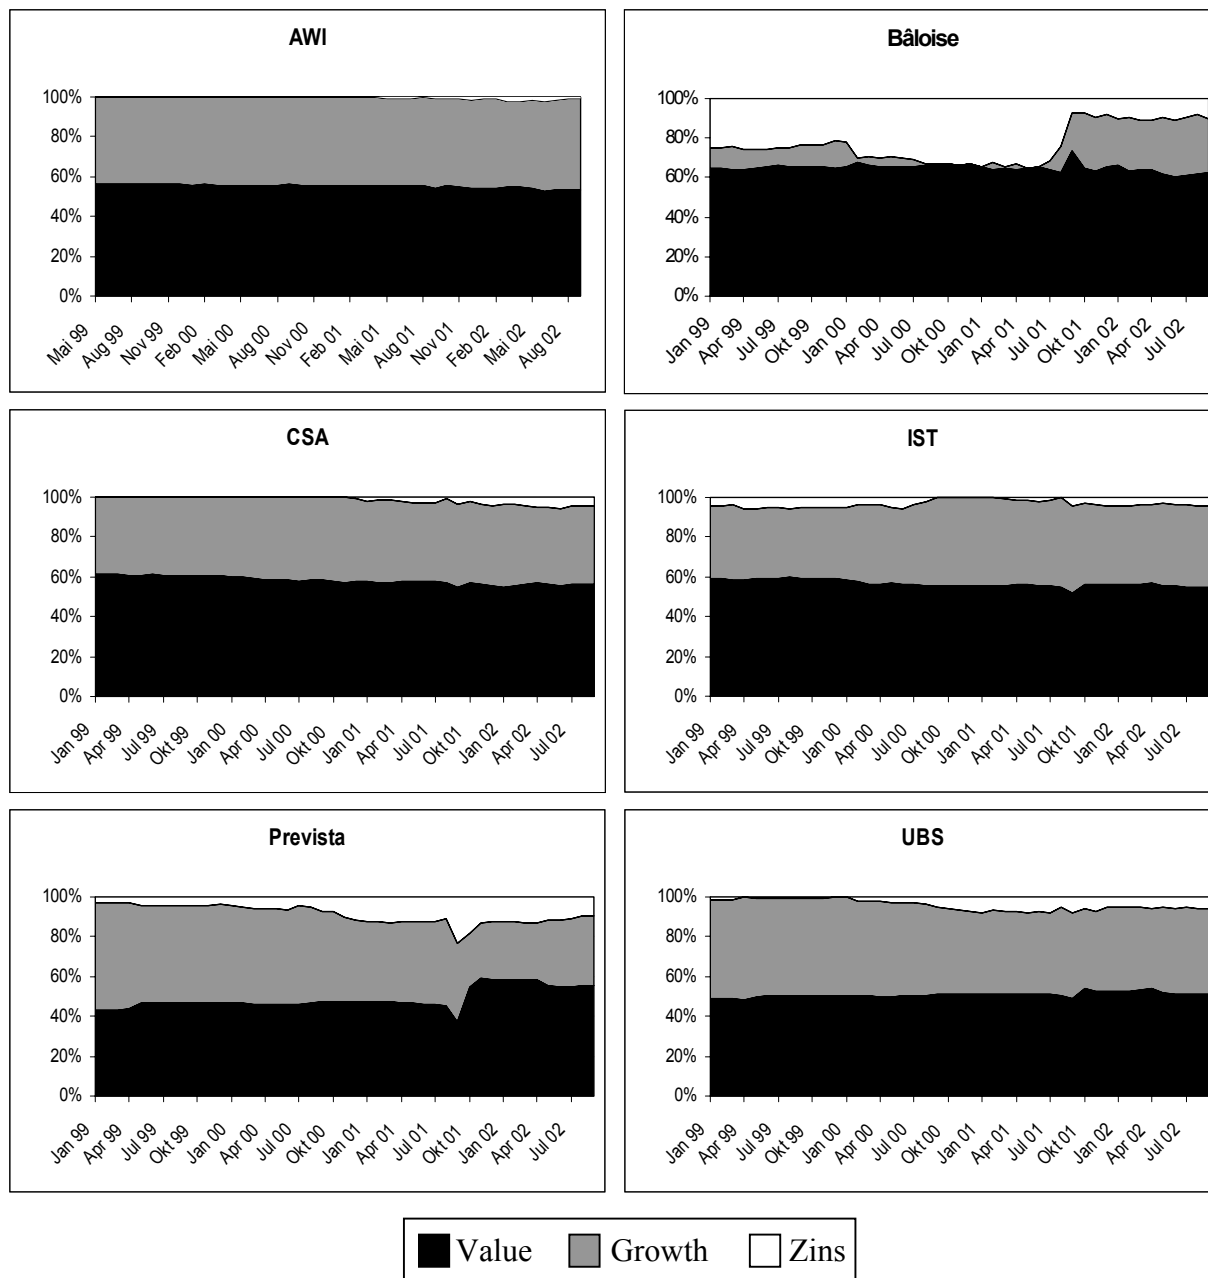 AWI
100%
80%
60%
40%
20%
0%
Mai 99
Aug 99
Nov 99
Feb 00
Mai 00
Aug 00
Nov 00
Feb 01
Mai 01
Aug 01
Nov 01
Feb 02
Mai 02
Aug 02
Bâloise
100%
80%
60%
40%
20%
0%
Jan 99
Apr 99
Jul 99
Okt 99
Jan 00
Apr 00
Jul 00
Okt 00
Jan 01
Apr 01
Jul 01
Okt 01
Jan 02
Apr 02
Jul 02
CSA
100%
80%
60%
40%
20%
0%
Jan 99
Apr 99
Jul 99
Okt 99
Jan 00
Apr 00
Jul 00
Okt 00
Jan 01
Apr 01
Jul 01
Okt 01
Jan 02
Apr 02
Jul 02
IST
100%
80%
60%
40%
20%
0%
Jan 99
Apr 99
Jul 99
Okt 99
Jan 00
Apr 00
Jul 00
Okt 00
Jan 01
Apr 01
Jul 01
Okt 01
Jan 02
Apr 02
Jul 02
Prevista
100%
80%
60%
40%
20%
0%
Jan 99
Apr 99
Jul 99
Okt 99
Jan 00
Apr 00
Jul 00
Okt 00
Jan 01
Apr 01
Jul 01
Okt 01
Jan 02
Apr 02
Jul 02
UBS
100%
80%
60%
40%
20%
0%
Jan 99
Apr 99
Jul 99
Okt 99
Jan 00
Apr 00
Jul 00
Okt 00
Jan 01
Apr 01
Jul 01
Okt 01
Jan 02
Apr 02
Jul 02
Value Growth Zins